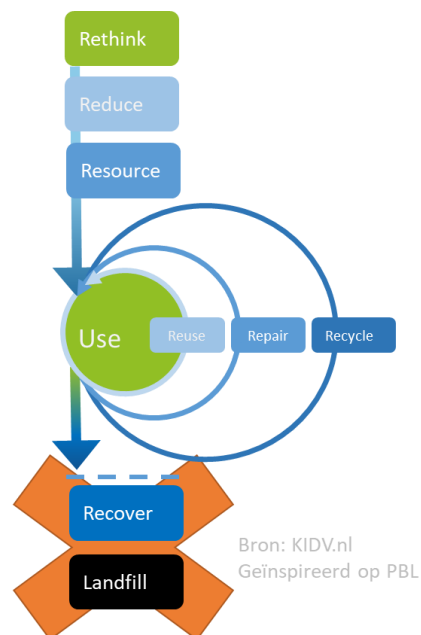 Rethink
Reduce
Resource
Use
Reuse
Repair
Recycle
Recover
Landfill
Bron: KIDV.nl
Geïnspireerd op PBL